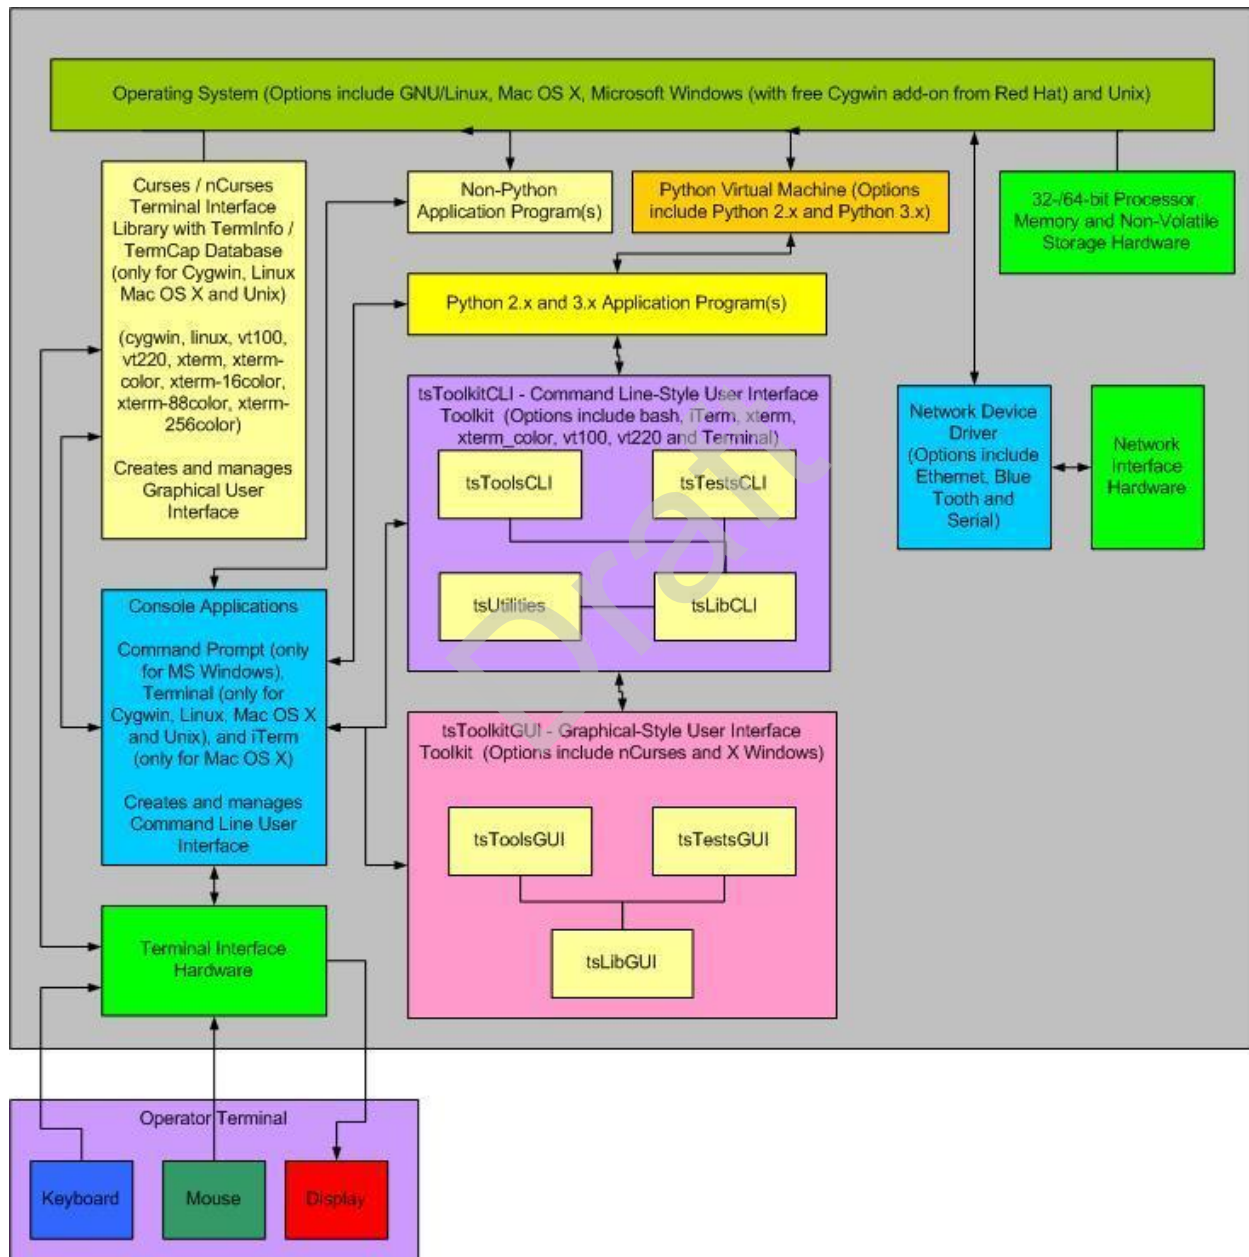 Operating System (Options include GNU/Linux, Mac OS X, Microsoft Windows (with free Cygwin add-on from Red Hat) and Unix)
Curses / nCurses
Terminal Interface
Library with TermInfo /
TermCap Database
(only for Cygwin, Linux
Mac OS X and Unix)
(cygwin, linux, vt100,
vt220, xterm, xterm-
color, xterm-16color,
xterm-88color, xterm-
256color)
Creates and manages
Graphical User
Interface
Non-Python
Application Program(s)
Python Virtual Machine (Options
include Python 2.x and Python 3.x)
32-/64-bit Processor,
Memory and Non-Volatile
Storage Hardware
Python 2.x and 3.x Application Program(s)
tsToolkitCLI - Command Line-Style User Interface
Toolkit (Options include bash, iTerm, xterm,
xterm_color, vt100, vt220 and Terminal)
tsToolsCLI
tsTestsCLI
tsUtilities
tsLibCLI
Network Device
Driver
(Options include
Ethernet, Blue
Tooth and
Serial)
Network
Interface
Hardware
Console Applications
Command Prompt (only
for MS Windows),
Terminal (only for
Cygwin, Linux, Mac OS X
and Unix), and iTerm
(only for Mac OS X)
Creates and manages
Command Line User
Interface
tsToolkitGUI - Graphical-Style User Interface
Toolkit (Options include nCurses and X Windows)
tsToolsGUI
tsTestsGUI
tsLibGUI
Terminal Interface
Hardware
Operator Terminal
Keyboard
Mouse
Display
Draft